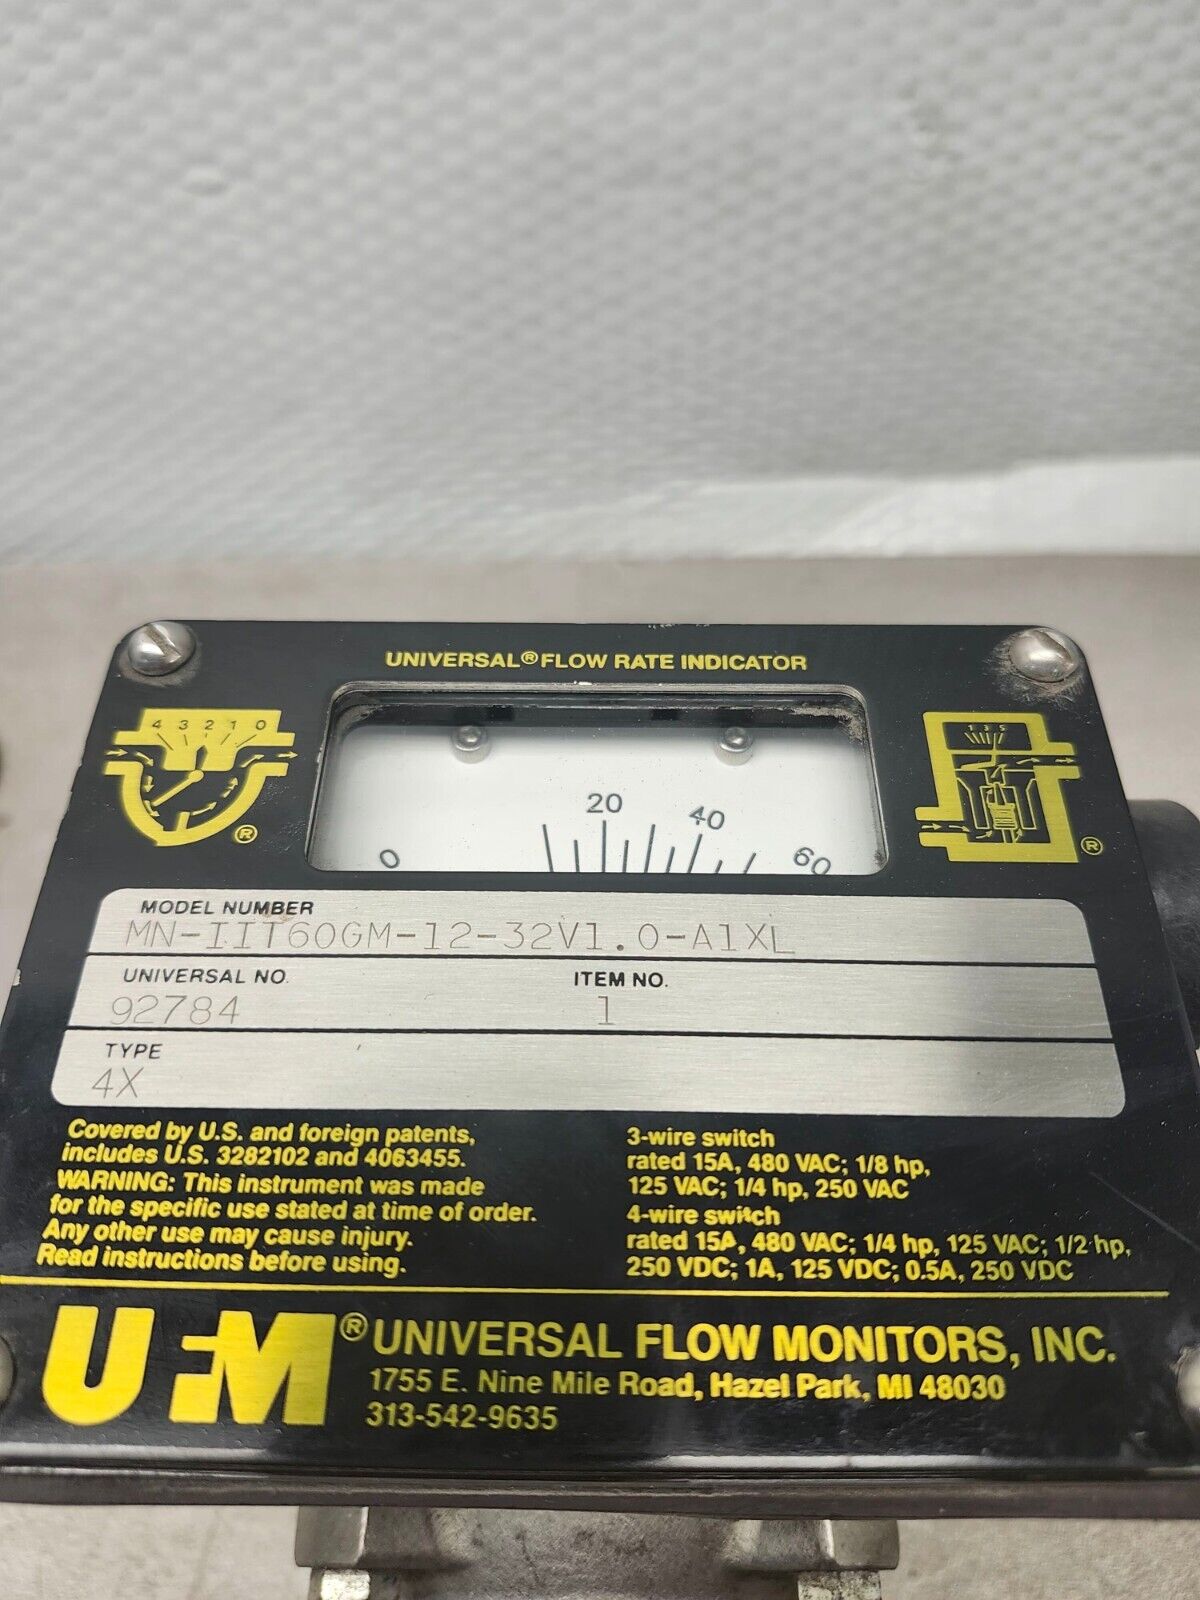 UNIVERSAL® FLOW RATE INDICATOR
4 3 2 1 0
®
0 20 40 60
1 3 5
®
MODEL NUMBER
MN-IIT60GM-12-32V1.0-A1XL
UNIVERSAL NO. ITEM NO.
92784 1
TYPE
4X
Covered by U.S. and foreign patents,
includes U.S. 3282102 and 4063455.
WARNING: This instrument was made
for the specific use stated at time of order.
Any other use may cause injury.
Read instructions before using.
3-wire switch
rated 15A, 480 VAC; 1/8 hp,
125 VAC; 1/4 hp, 250 VAC
4-wire switch
rated 15A, 480 VAC; 1/4 hp, 125 VAC; 1/2 hp,
250 VDC; 1A, 125 VDC; 0.5A, 250 VDC
UFM® UNIVERSAL FLOW MONITORS, INC.
1755 E. Nine Mile Road, Hazel Park, MI 48030
313-542-9635